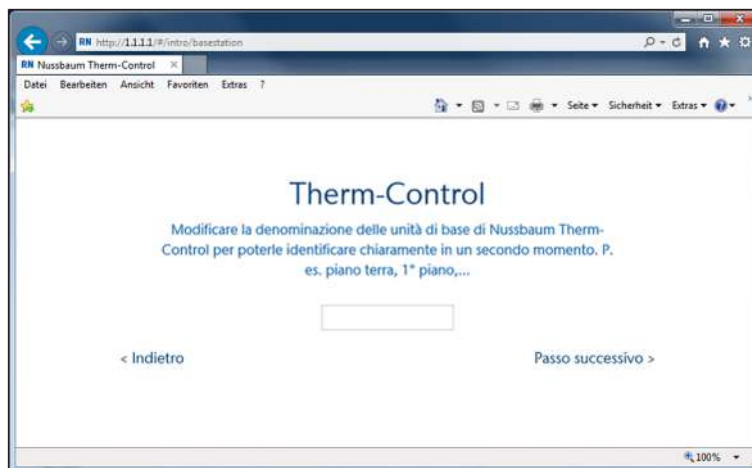 RN http://1.1.1.1/#/intro/basestation
RN Nussbaum Therm-Control
Datei Bearbeiten Ansicht Favoriten Extras ?
Seite Sicherheit Extras
Therm-Control
Modificare la denominazione delle unità di base di Nussbaum Therm-
Control per poterle identificare chiaramente in un secondo momento. P.
es. piano terra, 1° piano,...
< Indietro Passo successivo >
100%